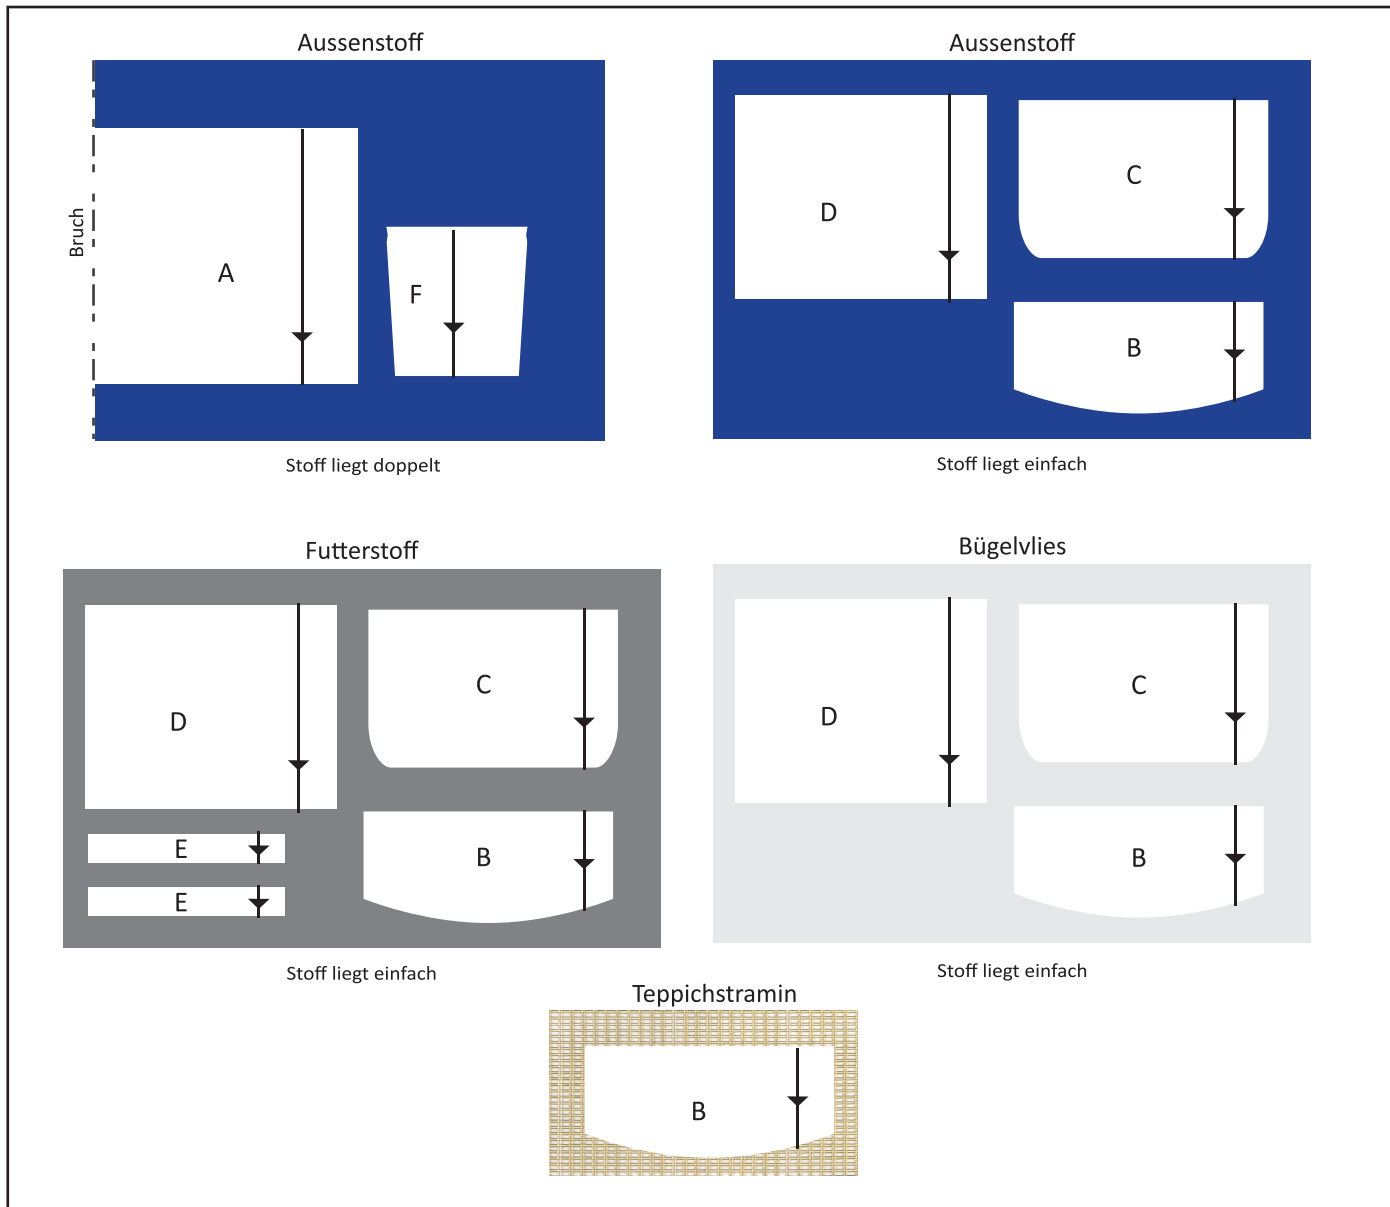 Aussenstoff
Bruch
A
F
Stoff liegt doppelt
Aussenstoff
D
C
B
Stoff liegt einfach
Futterstoff
D
C
E
E
B
Stoff liegt einfach
Bügelvlies
D
C
B
Stoff liegt einfach
Teppichstramin
B